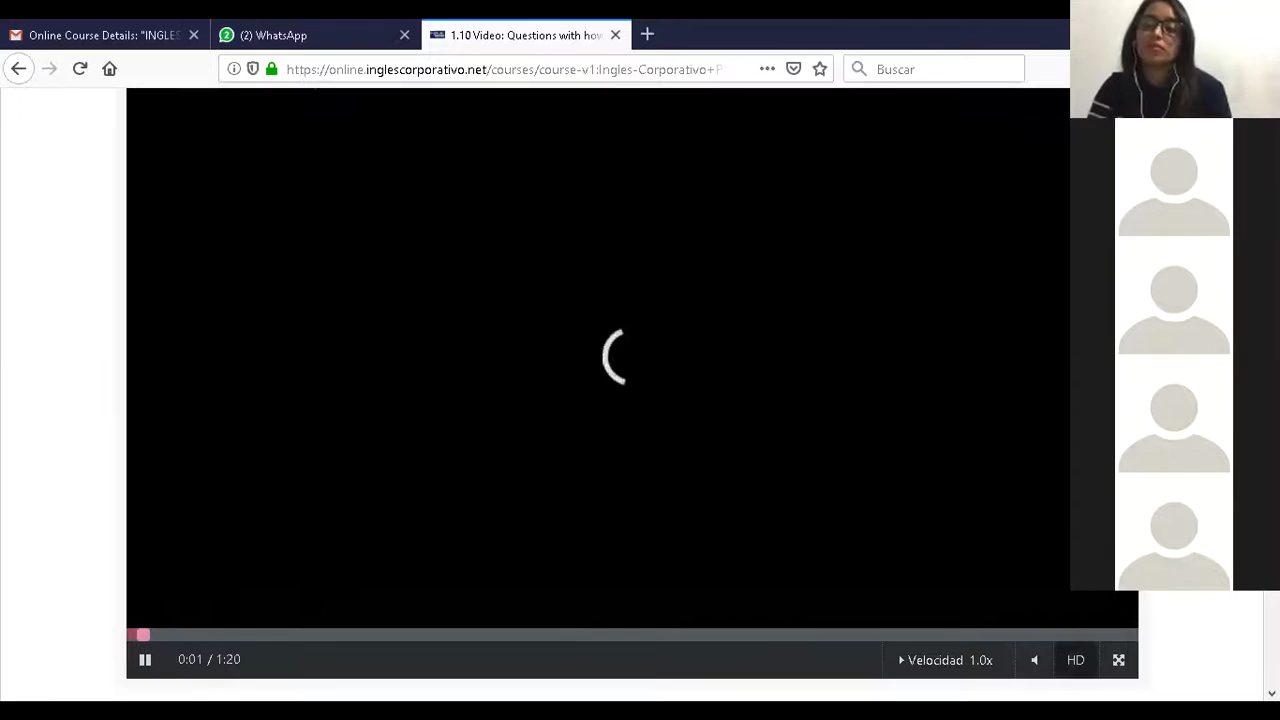 Online Course Details: "INGLES
(2) WhatsApp
1.10 Video: Questions with how
https://online.inglescorporativo.net/courses/course-v1:Ingles-Corporativo+P
Buscar
0:01 / 1:20
Velocidad 1.0x
HD